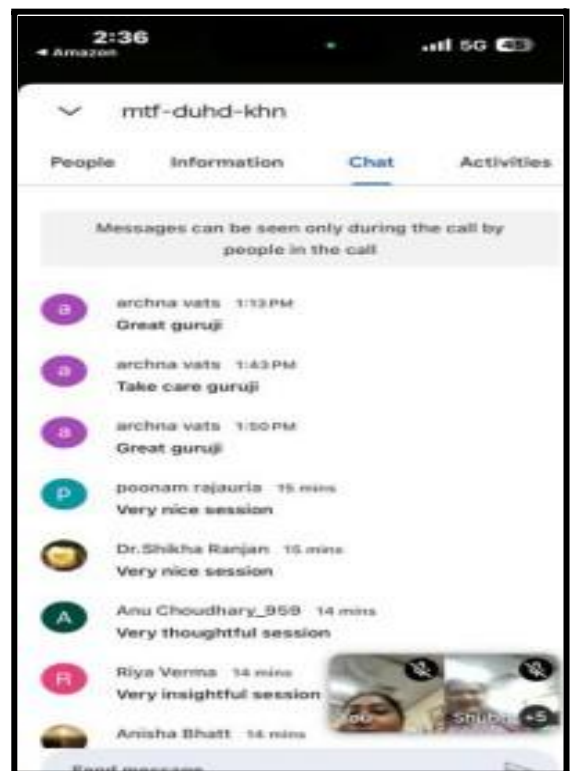 2:36
◂ Amazon
5G 45
mtf-duhd-khn
People Information Chat Activities
Messages can be seen only during the call by
people in the call
a
archna vats 1:13 PM
Great guruji
a
archna vats 1:43 PM
Take care guruji
a
archna vats 1:50 PM
Great guruji
P
poonam rajauria 15 mins
Very nice session
Dr.Shikha Ranjan 15 mins
Very nice session
A
Anu Choudhary_959 14 mins
Very thoughtful session
R
Riya Verma 14 mins
Very insightful session
You
+5
Anisha Bhatt 14 mins
Send message